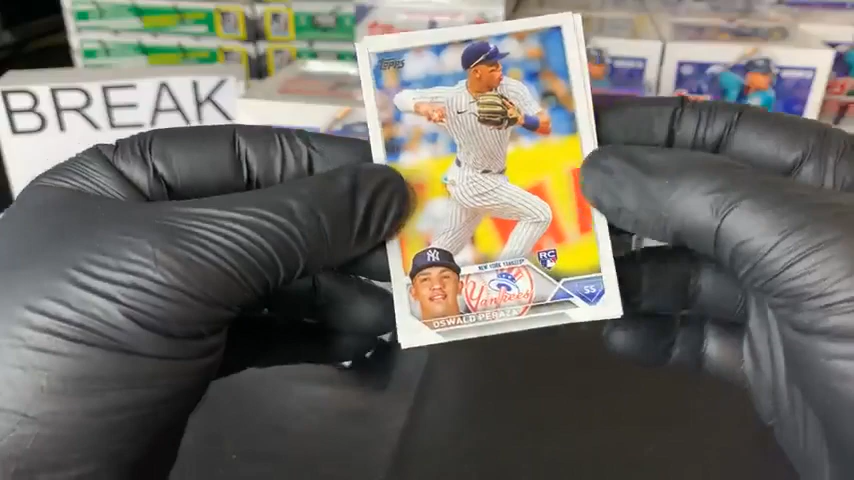 BREAK
TOPPS
RC
NEW YORK YANKEES
Yankees
SS
OSWALD PERAZA